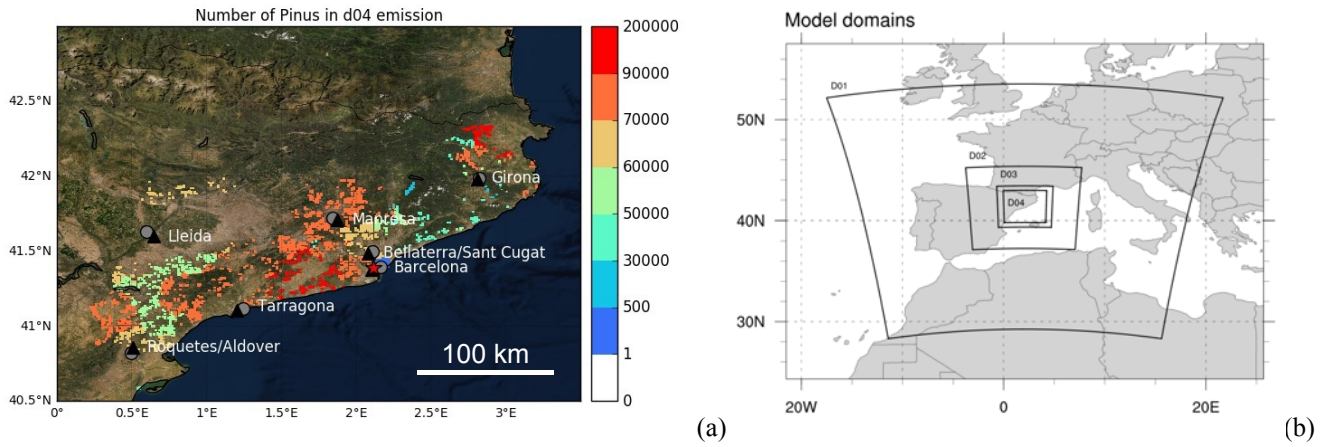 Number of Pinus in d04 emission
42.5°N
42°N
41.5°N
41°N
40.5°N
0°
0.5°E
1°E
1.5°E
2°E
2.5°E
3°E
Girona
Manresa
Lleida
Bellaterra/Sant Cugat
Barcelona
Tarragona
Roquetes/Aldover
100 km
200000
90000
70000
60000
50000
30000
500
1
0
(a)
Model domains
D01
D02
D03
D04
50N
40N
30N
20W
0
20E
(b)